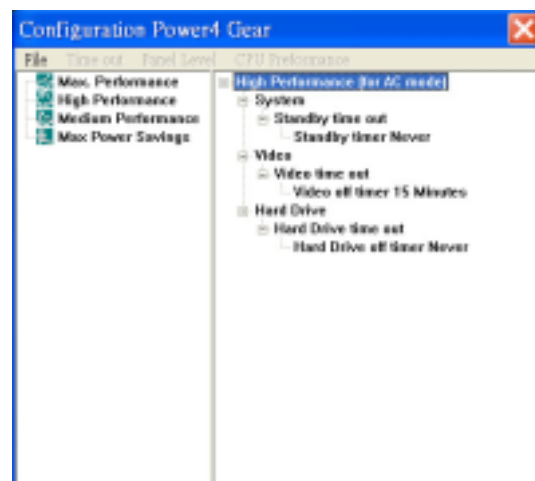 Configuration Power4 Gear
File Time out Panel Level CPU Preformance
Max. Performance
High Performance
Medium Performance
Max Power Savings
High Performance (for AC mode)
System
Standby time out
Standby timer Never
Video
Video time out
Video off timer 15 Minutes
Hard Drive
Hard Drive time out
Hard Drive off timer Never